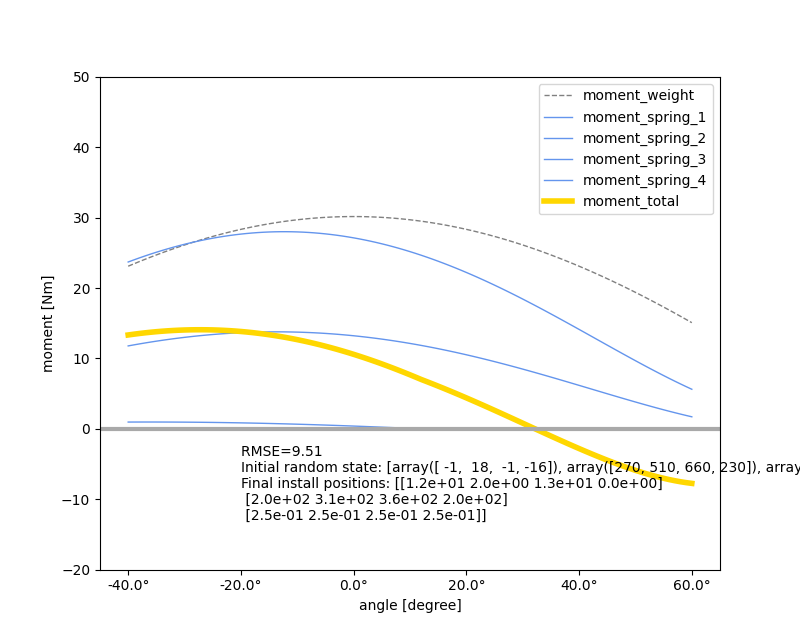 50
40
30
20
10
0
−10
−20
moment [Nm]
moment_weight
moment_spring_1
moment_spring_2
moment_spring_3
moment_spring_4
moment_total
RMSE=9.51
Initial random state: [array([ -1,  18,  -1, -16]), array([270, 510, 660, 230]), array
Final install positions: [[1.2e+01 2.0e+00 1.3e+01 0.0e+00]
[2.0e+02 3.1e+02 3.6e+02 2.0e+02]
[2.5e-01 2.5e-01 2.5e-01 2.5e-01]]
-40.0° -20.0° 0.0° 20.0° 40.0° 60.0°
angle [degree]